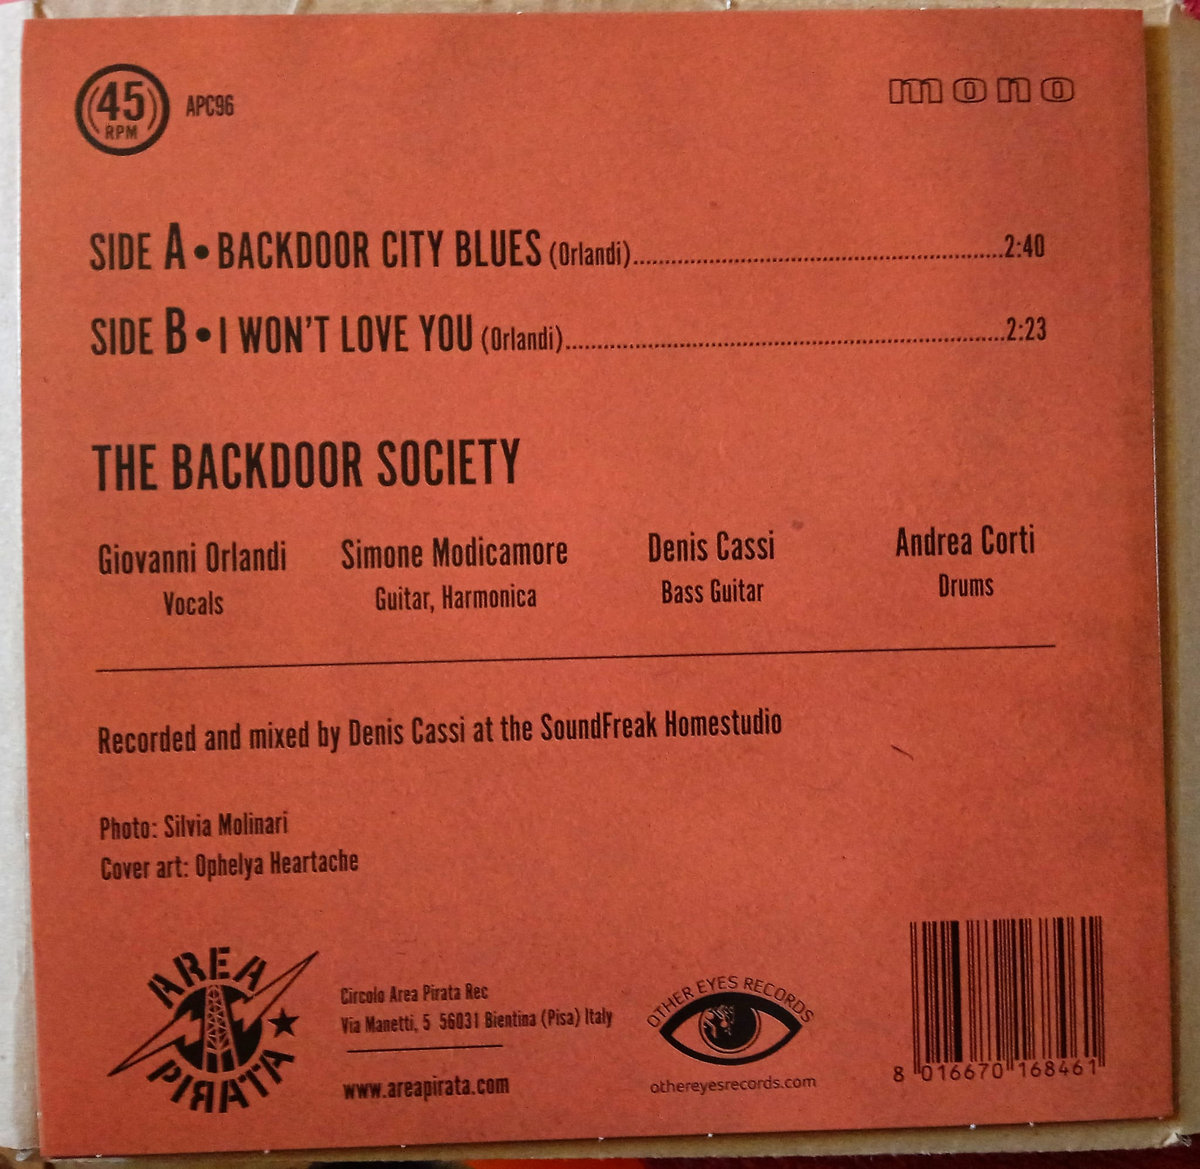 45
RPM
APC96
mono
SIDE A • BACKDOOR CITY BLUES (Orlandi)....................2:40
SIDE B • I WON'T LOVE YOU (Orlandi)....................2:23
THE BACKDOOR SOCIETY
Giovanni Orlandi
Vocals
Simone Modicamore
Guitar, Harmonica
Denis Cassi
Bass Guitar
Andrea Corti
Drums
Recorded and mixed by Denis Cassi at the SoundFreak Homestudio
Photo: Silvia Molinari
Cover art: Ophelya Heartache
AREA
PIRATA
Circolo Area Pirata Rec
Via Manetti, 5 56031 Bientina (Pisa) Italy
www.areapirata.com
OTHER EYES RECORDS
othereyesrecords.com
8 016670 168461